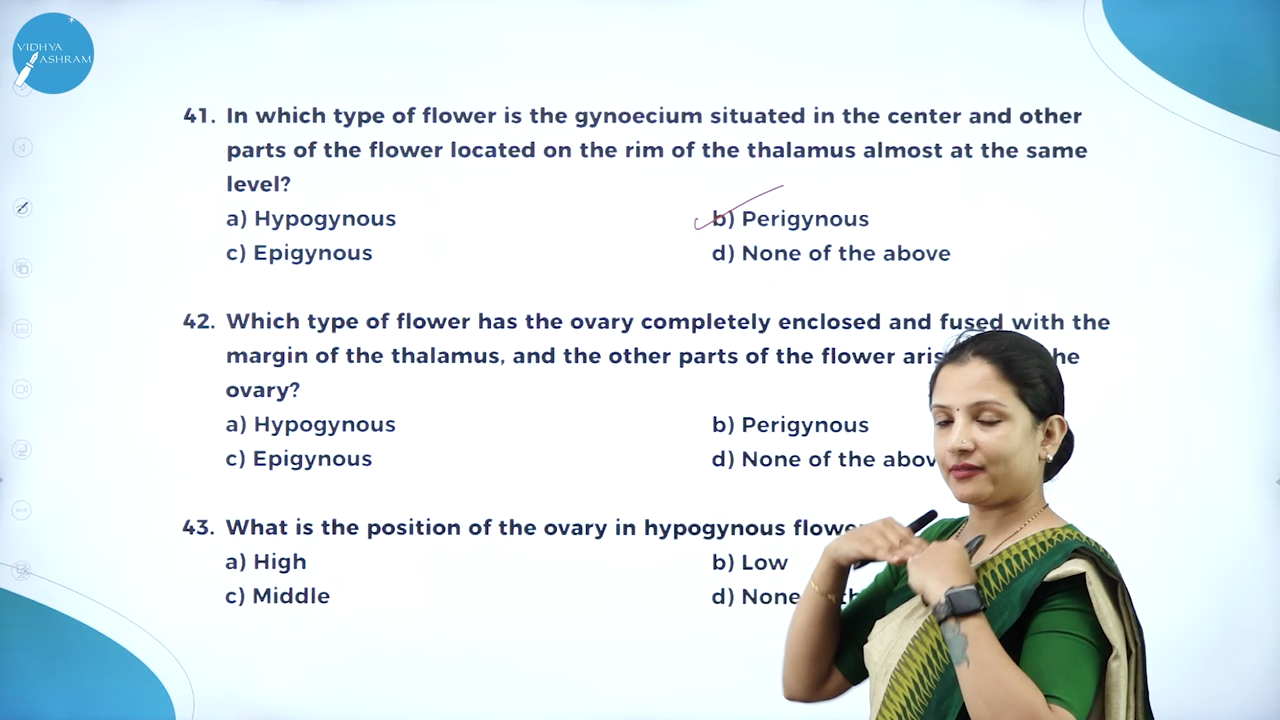 VIDHYA
ASHRAM
41. In which type of flower is the gynoecium situated in the center and other
parts of the flower located on the rim of the thalamus almost at the same
level?
a) Hypogynous
b) Perigynous
c) Epigynous
d) None of the above
42. Which type of flower has the ovary completely enclosed and fused with the
margin of the thalamus, and the other parts of the flower
ovary?
a) Hypogynous
b) Perigynous
c) Epigynous
d) None of the
43. What is the position of the ovary in hypogynous
a) High
b) Low
c) Middle
d) None